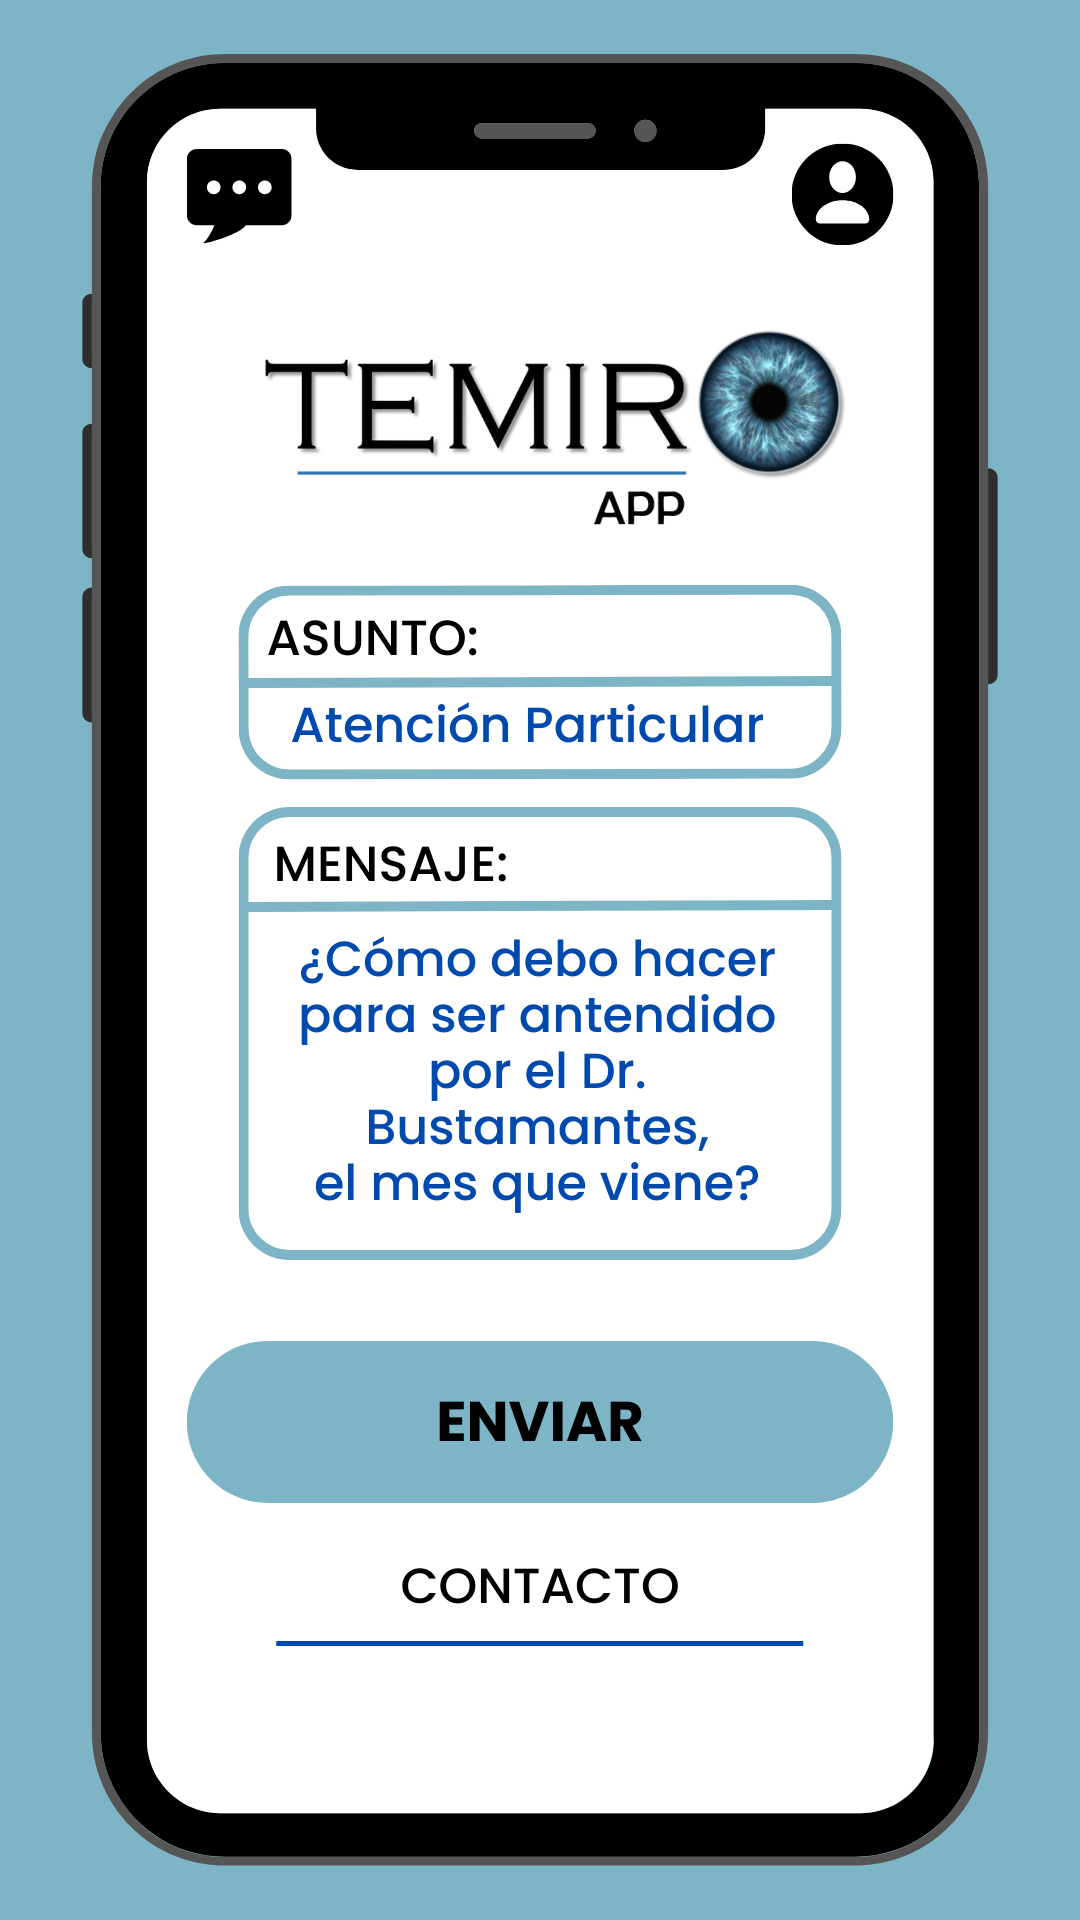 TEMIRO
APP
ASUNTO:
Atención Particular
MENSAJE:
¿Cómo debo hacer
para ser antendido
por el Dr.
Bustamantes,
el mes que viene?
ENVIAR
CONTACTO